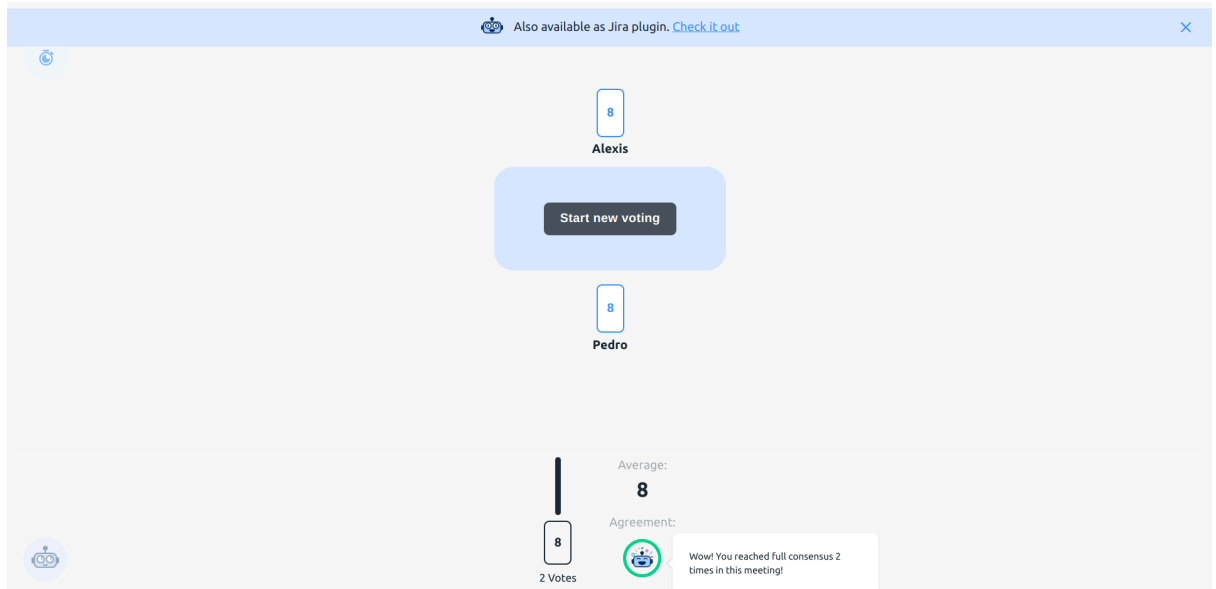 Also available as Jira plugin. Check it out
8
Alexis
Start new voting
8
Pedro
Average:
8
Agreement:
8
2 Votes
Wow! You reached full consensus 2
times in this meeting!